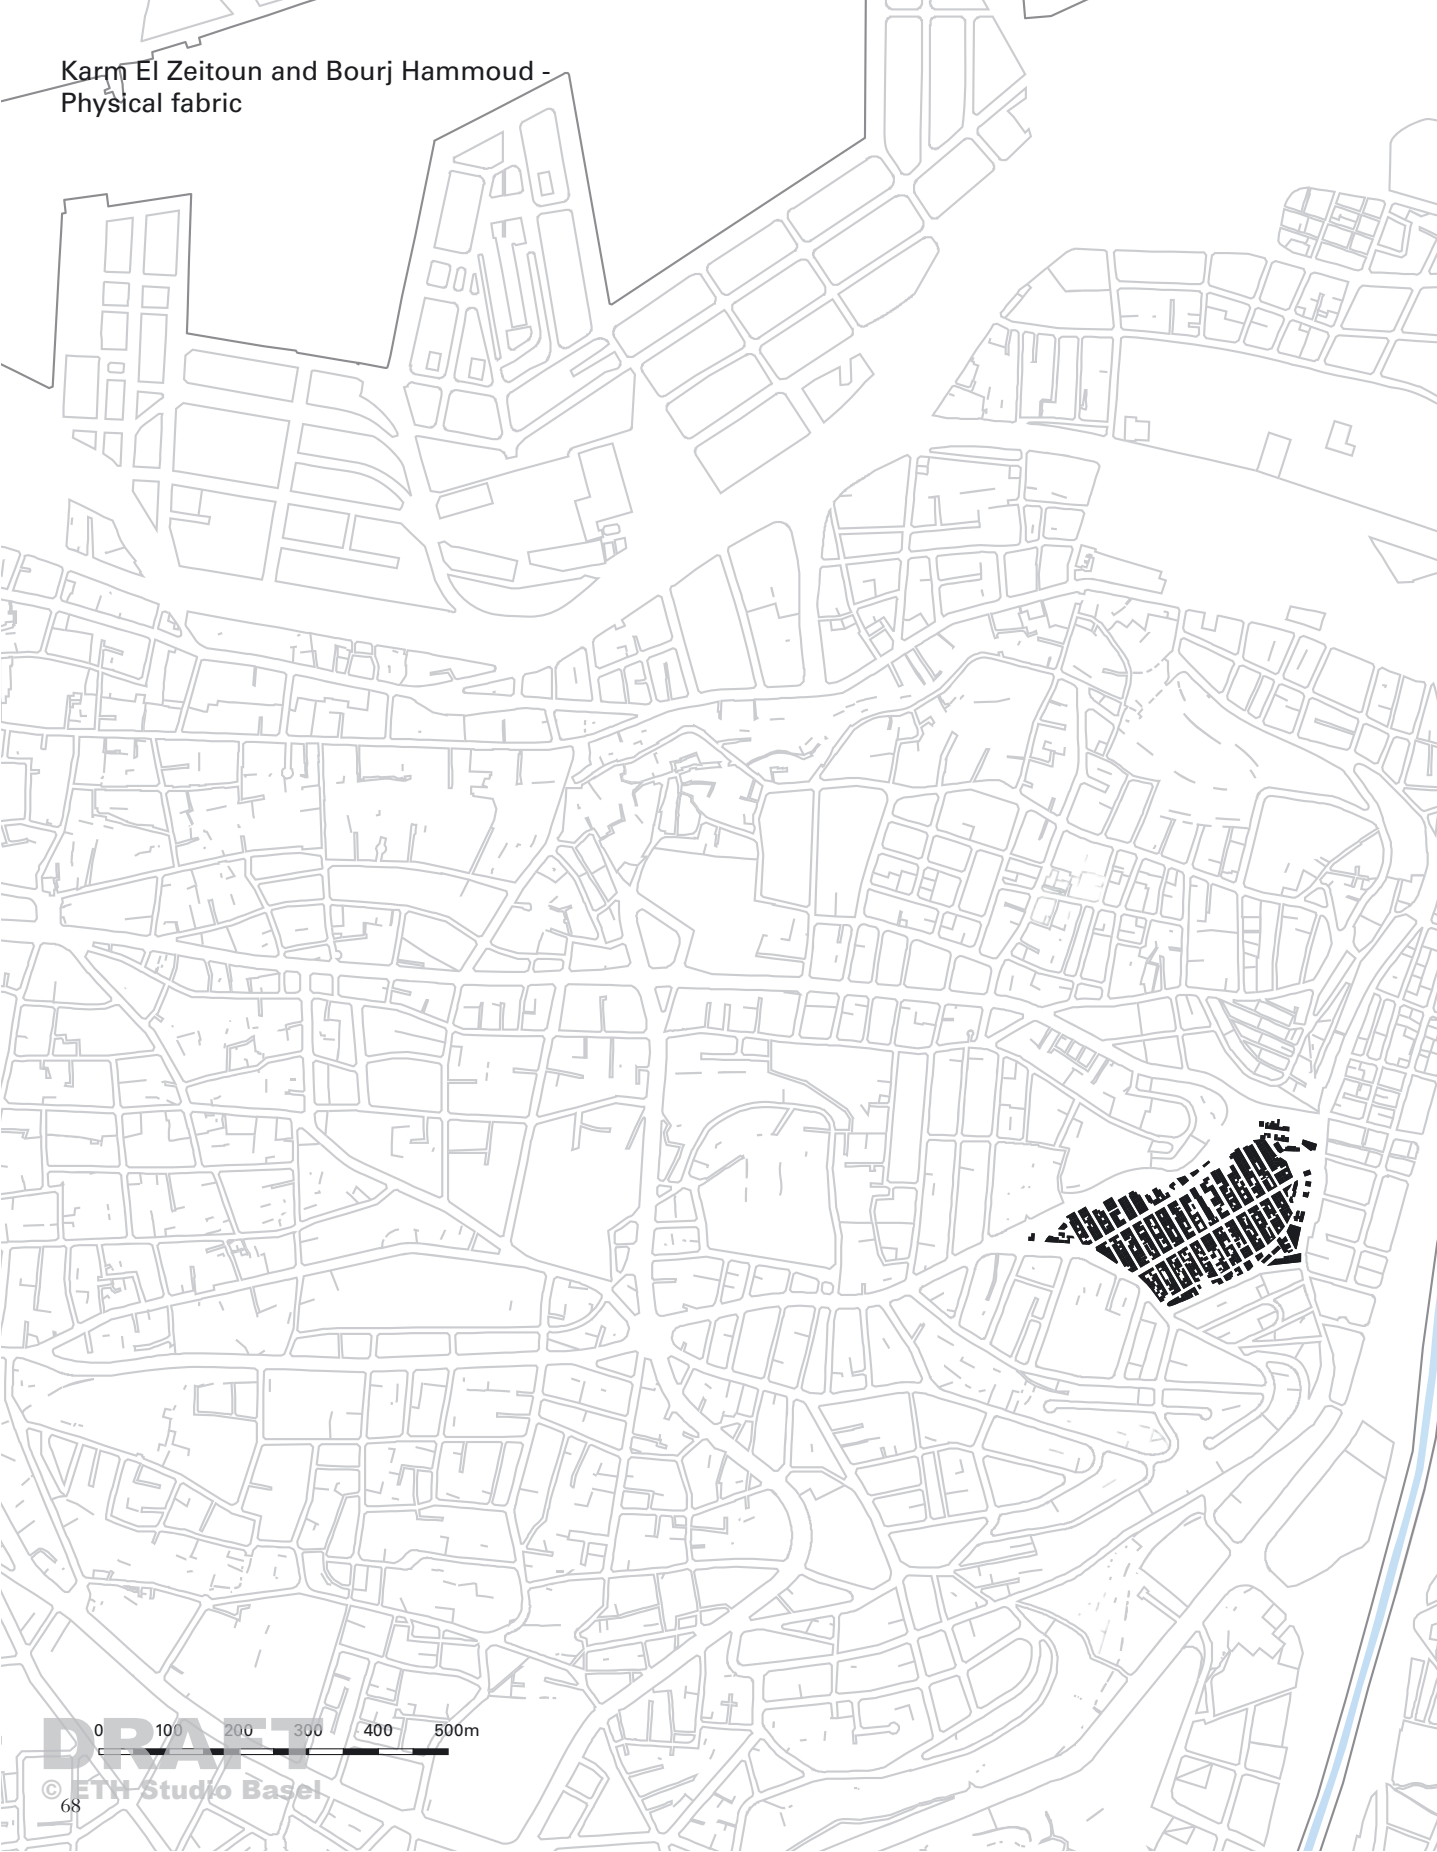 Karm El Zeitoun and Bourj Hammoud -
Physical fabric
0 100 200 300 400 500m
DRAFT
© ETH Studio Basel
68